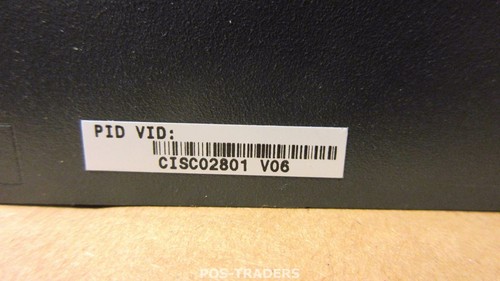 PID VID:
CISCO2801 V06
POS-TRADERS